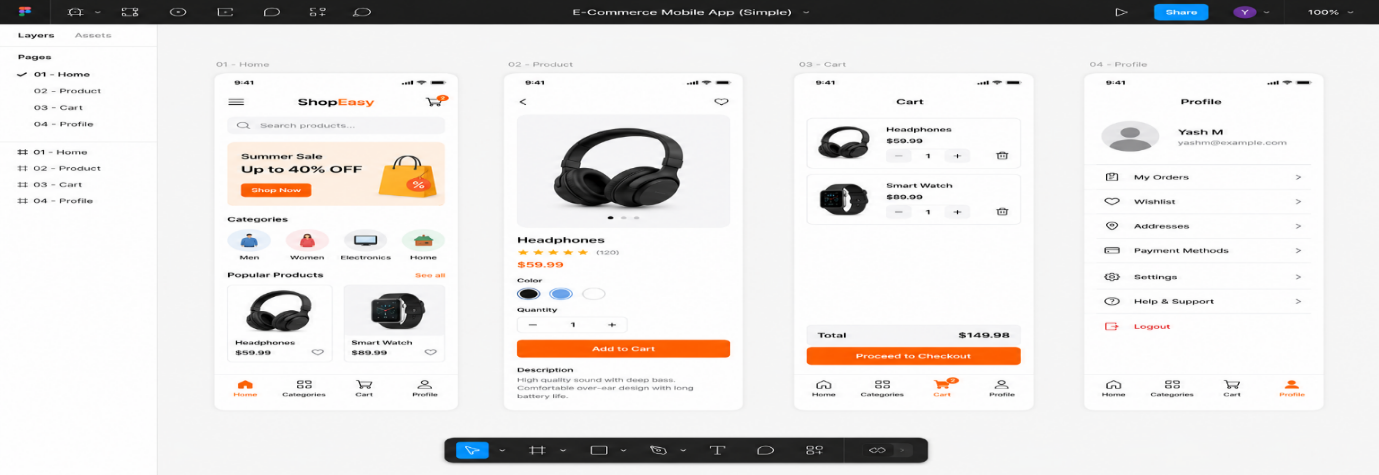 E-Commerce Mobile App (Simple)
Share
Y
100%
Layers Assets
Pages
01 - Home
02 - Product
03 - Cart
04 - Profile
01 - Home
02 - Product
03 - Cart
04 - Profile
01 - Home
9:41
ShopEasy
2
Search products...
Summer Sale
Up to 40% OFF
Shop Now
%
Categories
Men Women Electronics Home
Popular Products See all
Headphones
$59.99
Smart Watch
$89.99
Home Categories Cart Profile
02 - Product
9:41
Headphones
(120)
$59.99
Color
Quantity
− 1 +
Add to Cart
Description
High quality sound with deep bass.
Comfortable over-ear design with long
battery life.
03 - Cart
9:41
Cart
Headphones
$59.99
− 1 +
Smart Watch
$89.99
− 1 +
Total $149.98
Proceed to Checkout
2
Home Categories Cart Profile
04 - Profile
9:41
Profile
Yash M
yashm@example.com
My Orders >
Wishlist >
Addresses >
Payment Methods >
Settings >
Help & Support >
Logout
Home Categories Cart Profile
T